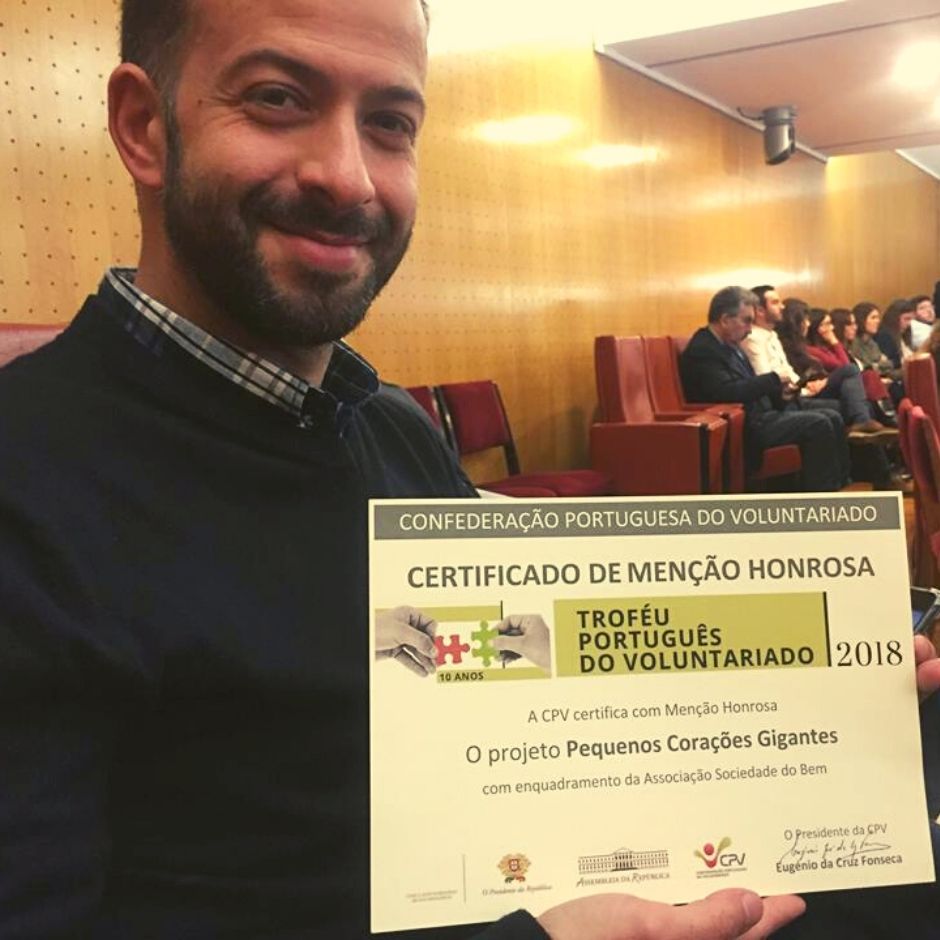 CONFEDERAÇÃO PORTUGUESA DO VOLUNTARIADO
CERTIFICADO DE MENÇÃO HONROSA
TROFÉU
PORTUGUÊS
DO VOLUNTARIADO
2018
10 ANOS
A CPV certifica com Menção Honrosa
O projeto Pequenos Corações Gigantes
com enquadramento da Associação Sociedade do Bem
O Presidente da República
ASSEMBLEIA DA REPÚBLICA
CPV
O Presidente da CPV
Eugénio da Cruz Fonseca